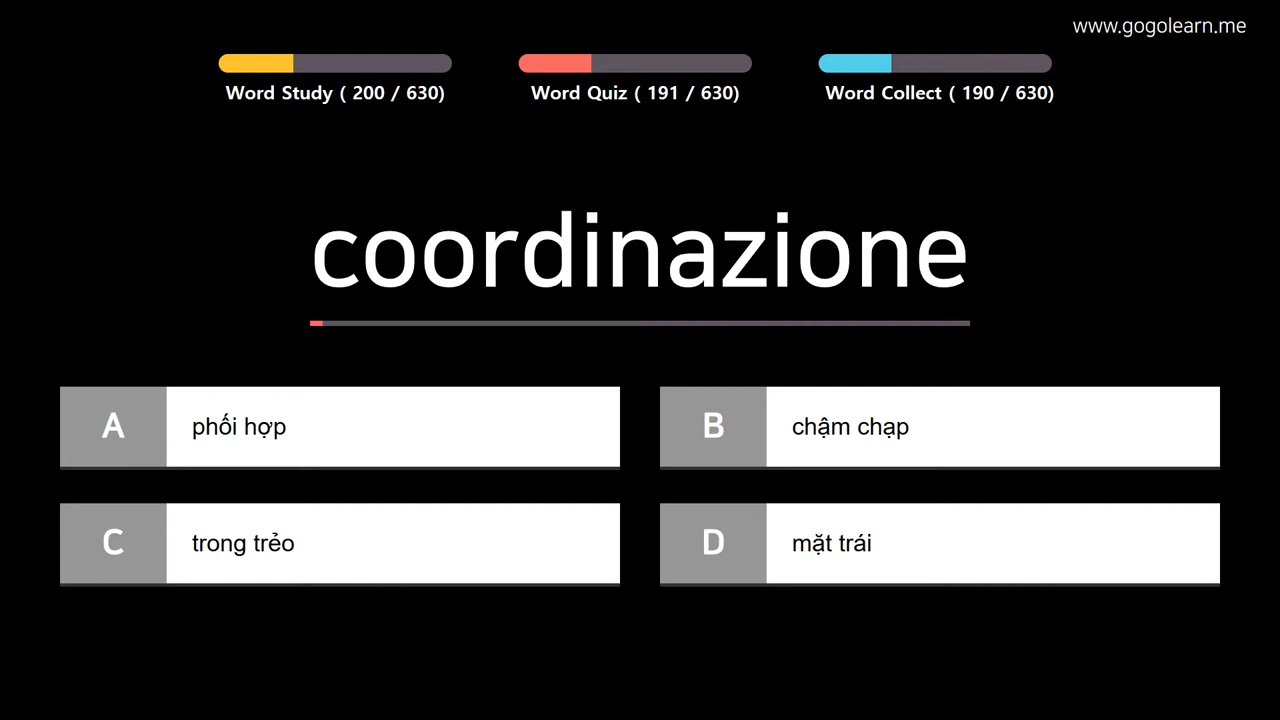 www.gogolearn.me
Word Study ( 200 / 630)
Word Quiz ( 191 / 630)
Word Collect ( 190 / 630)
coordinazione
A phối hợp
B chậm chạp
C trong trẻo
D mặt trái